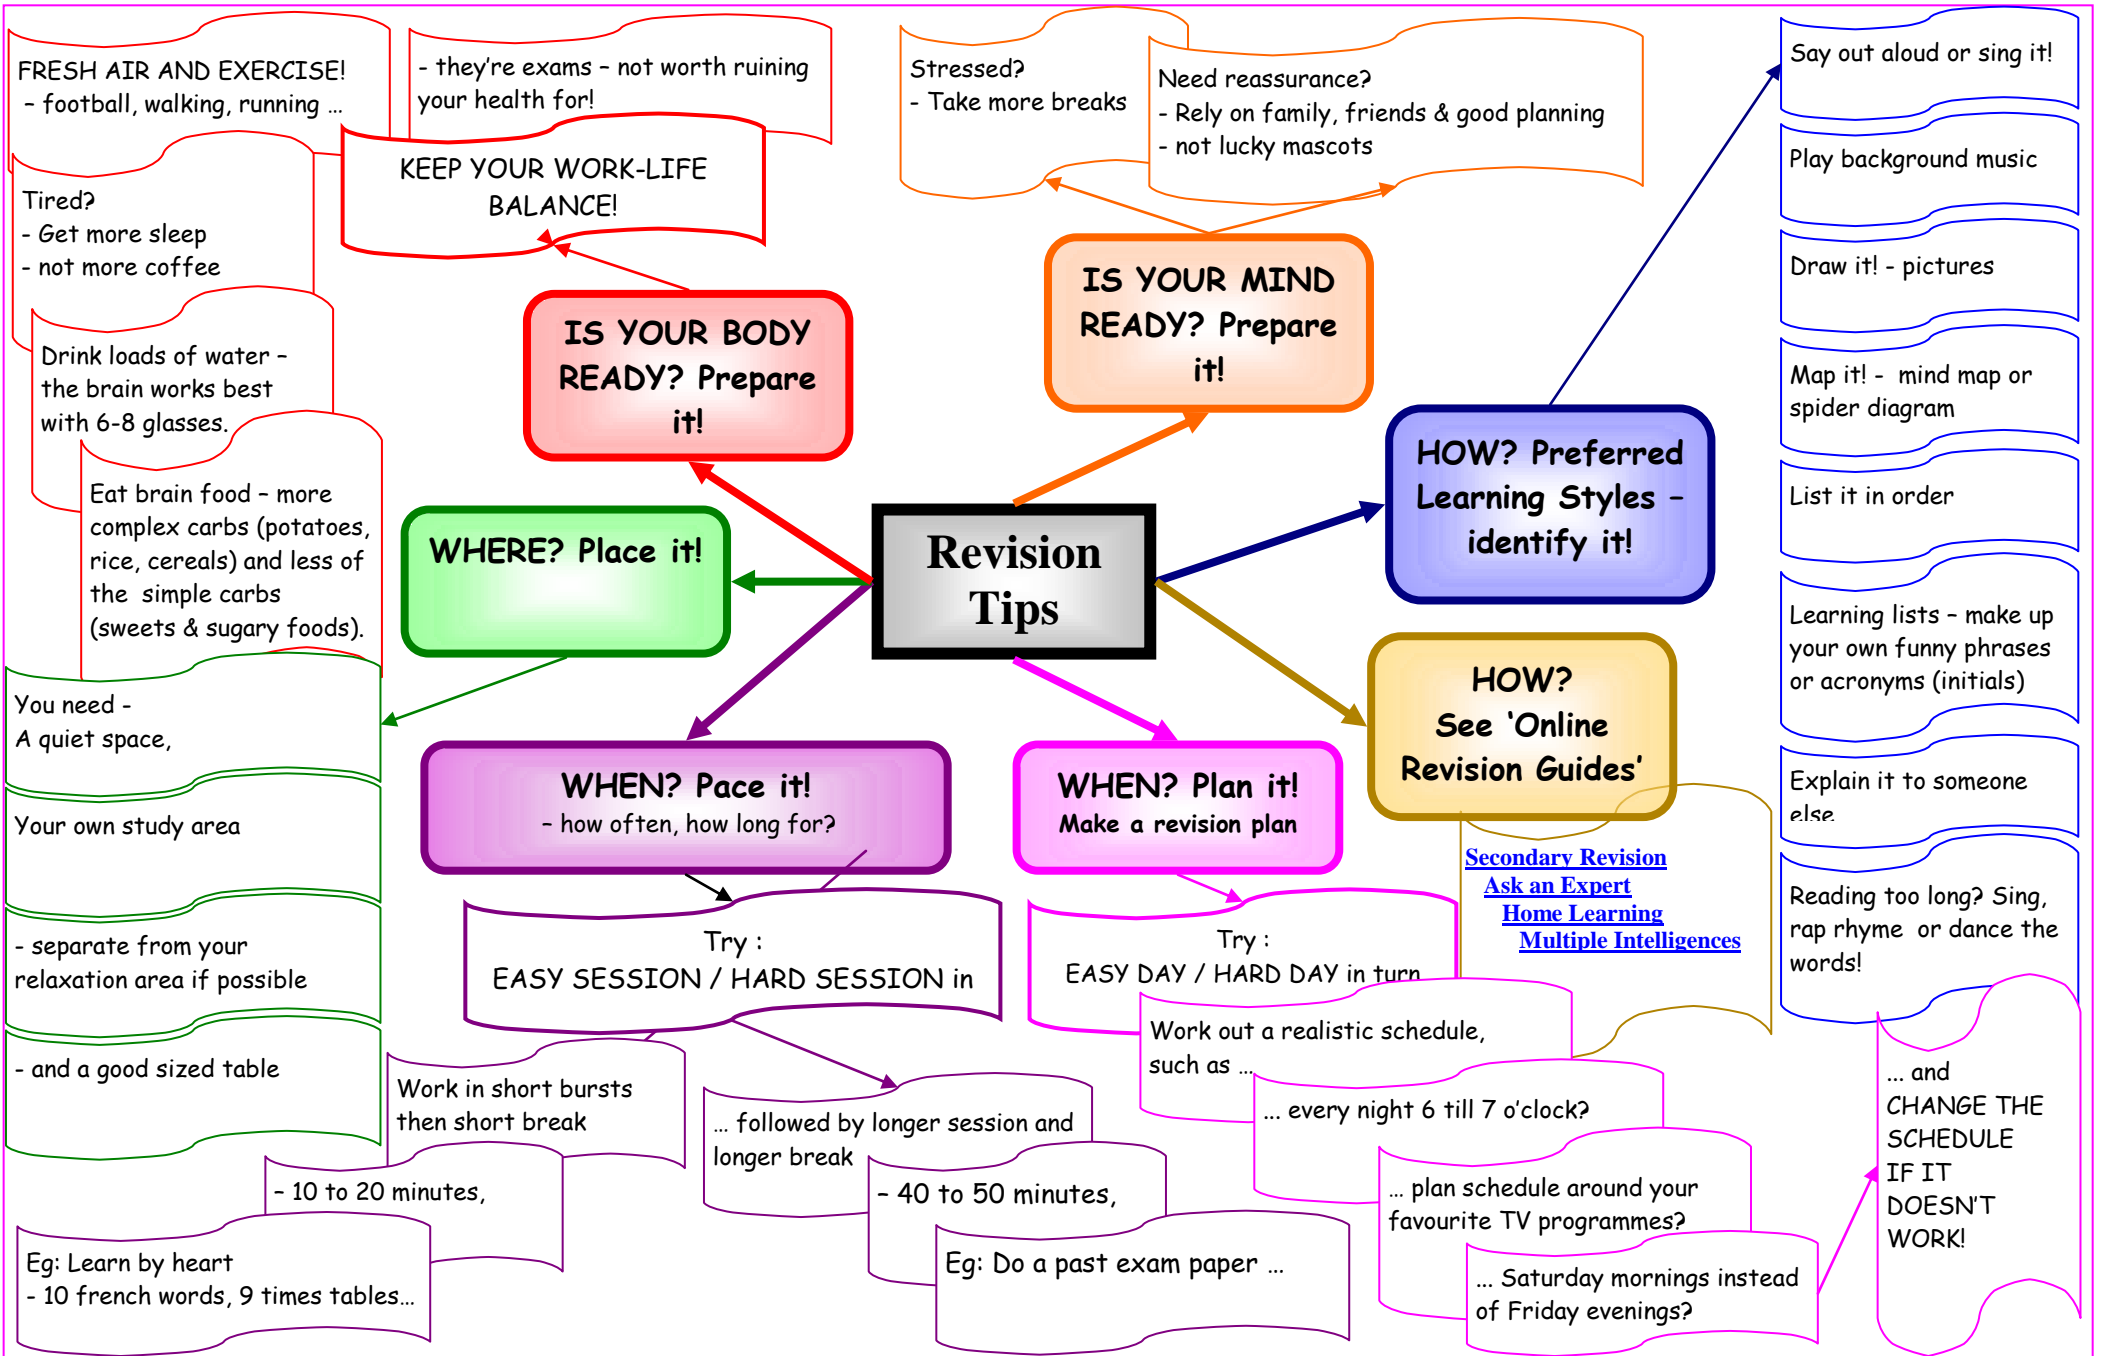 FRESH AIR AND EXERCISE!
– football, walking, running …
- they’re exams – not worth ruining
your health for!
KEEP YOUR WORK-LIFE
BALANCE!
Tired?
- Get more sleep
- not more coffee
Drink loads of water –
the brain works best
with 6-8 glasses.
Eat brain food – more
complex carbs (potatoes,
rice, cereals) and less of
the simple carbs
(sweets & sugary foods).
IS YOUR BODY
READY? Prepare
it!
Stressed?
- Take more breaks
Need reassurance?
- Rely on family, friends & good planning
- not lucky mascots
IS YOUR MIND
READY? Prepare
it!
HOW? Preferred
Learning Styles –
identify it!
Say out aloud or sing it!
Play background music
Draw it! - pictures
Map it! - mind map or
spider diagram
List it in order
Learning lists – make up
your own funny phrases
or acronyms (initials)
Explain it to someone
else
Reading too long? Sing,
rap rhyme or dance the
words!
Revision
Tips
WHERE? Place it!
You need -
A quiet space,
Your own study area
- separate from your
relaxation area if possible
- and a good sized table
WHEN? Pace it!
– how often, how long for?
Try :
EASY SESSION / HARD SESSION in
Work in short bursts
then short break
– 10 to 20 minutes,
Eg: Learn by heart
- 10 french words, 9 times tables…
… followed by longer session and
longer break
– 40 to 50 minutes,
Eg: Do a past exam paper …
WHEN? Plan it!
Make a revision plan
Try :
EASY DAY / HARD DAY in turn
Work out a realistic schedule,
such as …
... every night 6 till 7 o’clock?
… plan schedule around your
favourite TV programmes?
... Saturday mornings instead
of Friday evenings?
... and
CHANGE THE
SCHEDULE
IF IT
DOESN’T
WORK!
HOW?
See ‘Online
Revision Guides’
Secondary Revision
Ask an Expert
Home Learning
Multiple Intelligences